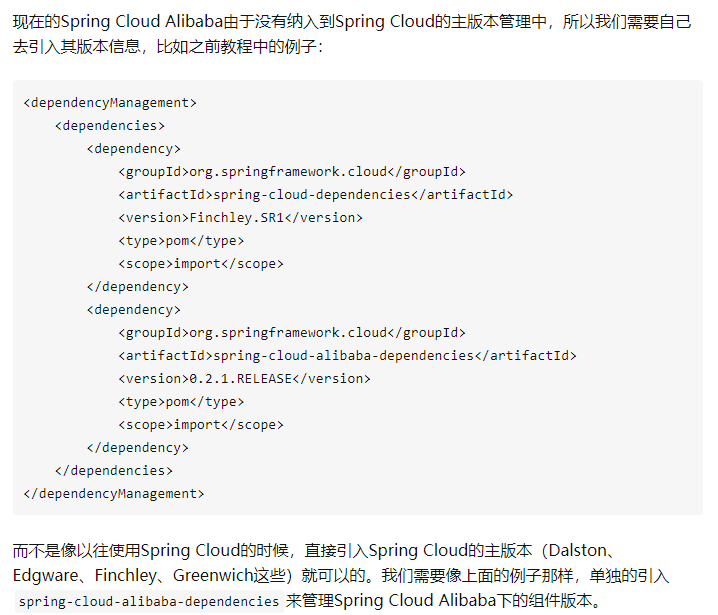 现在的Spring Cloud Alibaba由于没有纳入到Spring Cloud的主版本管理中，所以我们需要自己
去引入其版本信息，比如之前教程中的例子：
<dependencyManagement>
    <dependencies>
        <dependency>
            <groupId>org.springframework.cloud</groupId>
            <artifactId>spring-cloud-dependencies</artifactId>
            <version>Finchley.SR1</version>
            <type>pom</type>
            <scope>import</scope>
        </dependency>
        <dependency>
            <groupId>org.springframework.cloud</groupId>
            <artifactId>spring-cloud-alibaba-dependencies</artifactId>
            <version>0.2.1.RELEASE</version>
            <type>pom</type>
            <scope>import</scope>
        </dependency>
    </dependencies>
</dependencyManagement>
而不是像以往使用Spring Cloud的时候，直接引入Spring Cloud的主版本（Dalston、
Edgware、Finchley、Greenwich这些）就可以的。我们需要像上面的例子那样，单独的引入
spring-cloud-alibaba-dependencies 来管理Spring Cloud Alibaba下的组件版本。